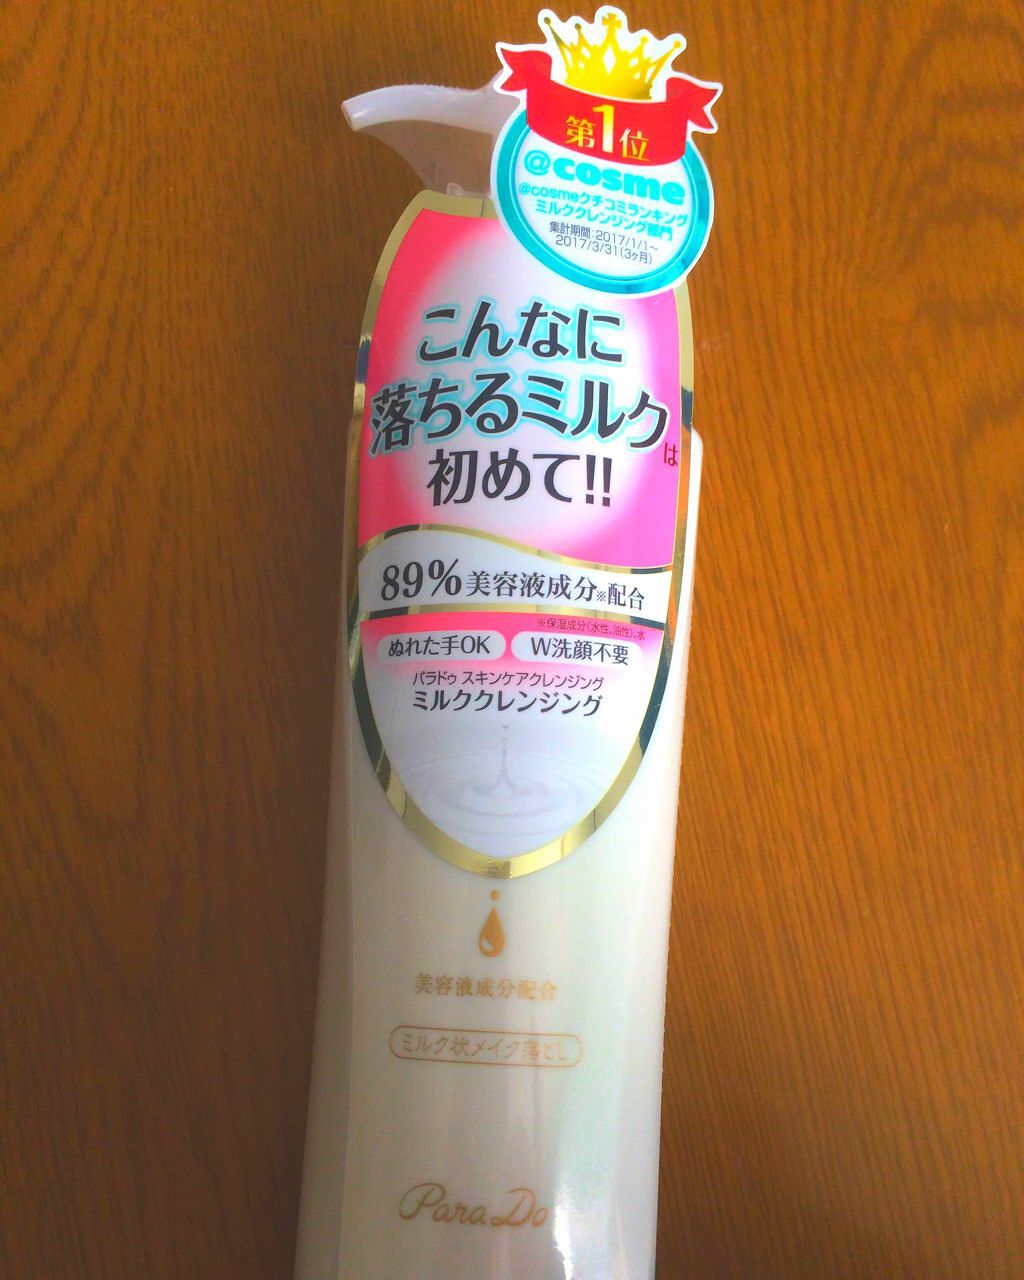 第1位
@cosme
@cosmeクチコミランキング
ミルククレンジング部門
集計期間:2017/1/1~
2017/3/31(3ヶ月)
こんなに
落ちるミルクは
初めて!!
89%美容液成分※配合
※保湿成分(水性、油性)、水
ぬれた手OK W洗顔不要
パラドゥ スキンケアクレンジング
ミルククレンジング
美容液成分配合
ミルク状メイク落とし
ParaDo